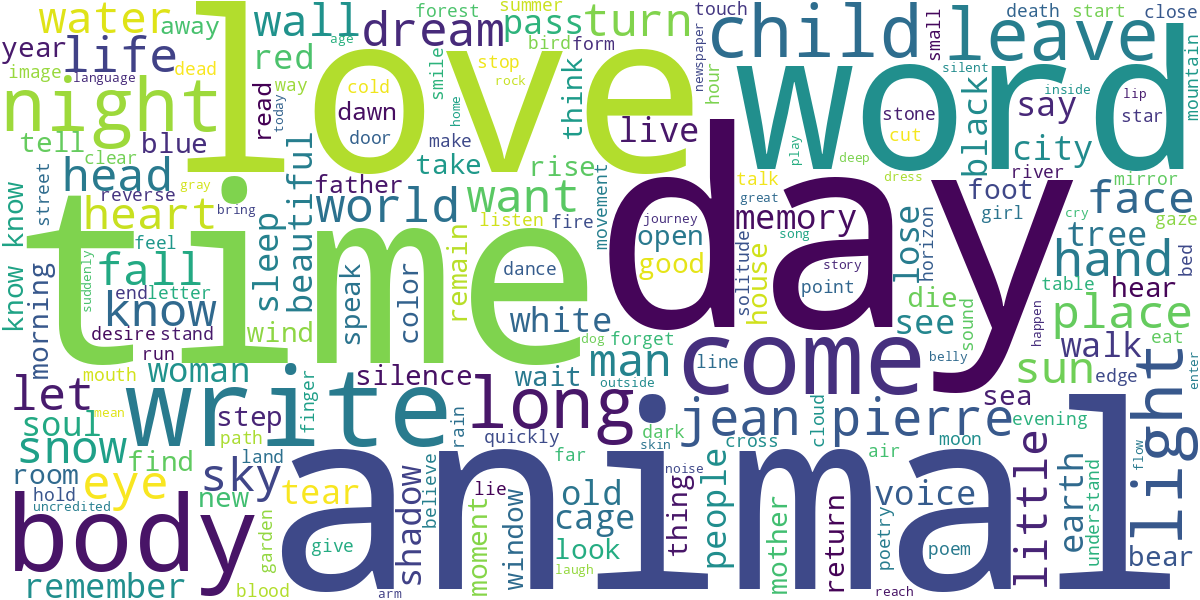 love
word
day
time
animal
body
write
night
child
leave
dream
turn
pass
wall
water
away
life
year
red
image
language
dead
way
forest
summer
bird
form
age
smile
stop
rock
cold
dawn
door
read
today
think
live
touch
newspaper
hour
small
death
start
close
mountain
silent
inside
lip
star
stone
cut
say
black
city
play
deep
dress
river
mirror
tell
blue
clear
head
reverse
gray
bring
street
know
heart
feel
beautiful
father
make
home
take
rise
world
want
listen
fire
movement
talk
great
memory
song
journey
open
good
solitude
house
story
point
lose
horizon
foot
girl
face
cry
tree
gaze
hand
bed
hear
table
place
know
fall
suddenly
end
letter
know
sleep
speak
color
remain
dance
white
die
see
sound
happen
walk
eat
enter
morning
desire
stand
wind
run
mouth
woman
silence
wait
dog
forget
man
outside
come
line
belly
sun
edge
sea
light
let
soul
mean
snow
step
path
finger
long
quickly
rain
dark
skin
jean pierre
cross
cloud
moon
evening
air
room
find
land
sky
eye
hold
uncredited
new
tear
shadow
believe
lie
far
noise
old
cage
thing
people
voice
little
earth
understand
flow
bear
remember
garden
blood
give
arm
moment
window
look
laugh
mother
return
poetry
poem
reach